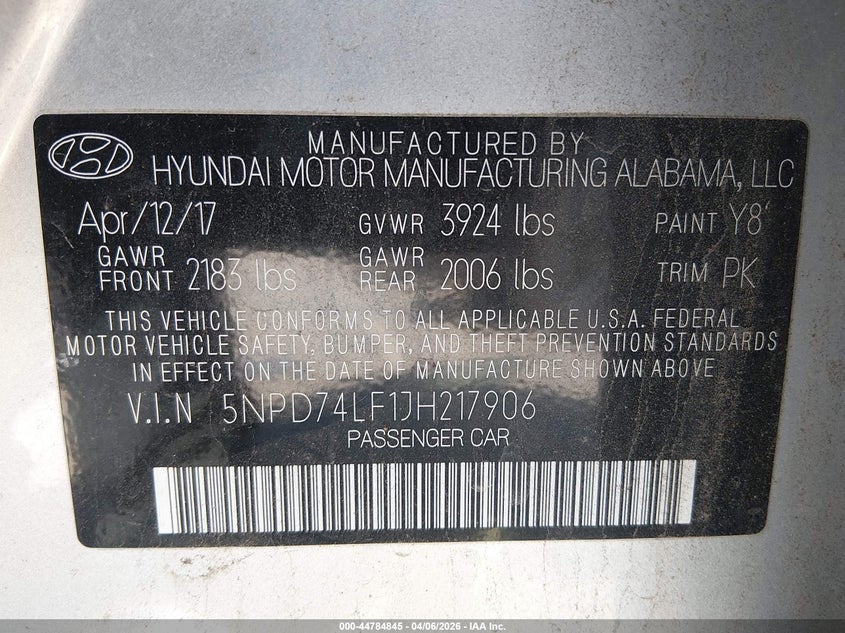 MANUFACTURED BY
HYUNDAI MOTOR MANUFACTURING ALABAMA, LLC
Apr/12/17 GVWR 3924 lbs PAINT Y8'
GAWR FRONT 2183 lbs GAWR REAR 2006 lbs TRIM PK
THIS VEHICLE CONFORMS TO ALL APPLICABLE U.S.A. FEDERAL
MOTOR VEHICLE SAFETY, BUMPER, AND THEFT PREVENTION STANDARDS
IN EFFECT ON THE DATE OF MANUFACTURE SHOWN ABOVE.
V.I.N 5NPD74LF1JH217906
PASSENGER CAR
000-44784845 - 04/06/2026 - IAA Inc.